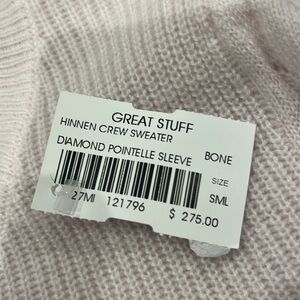 GREAT STUFF
HINNEN CREW SWEATER
DIAMOND POINTELLE SLEEVE BONE
SIZE
27MI 121796 SML
$ 275.00